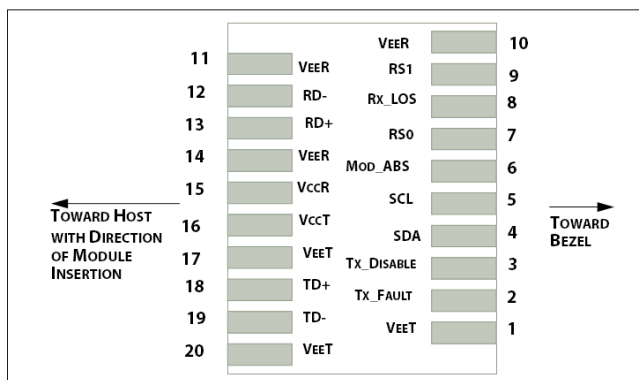 11 VEER
12 RD-
13 RD+
14 VEER
15 VCCR
16 VCCT
17 VEET
18 TD+
19 TD-
20 VEET
VEER 10
RS1 9
RX_LOS 8
RS0 7
MOD_ABS 6
SCL 5
SDA 4
TX_DISABLE 3
TX_FAULT 2
VEET 1
TOWARD HOST
WITH DIRECTION
OF MODULE
INSERTION
TOWARD
BEZEL